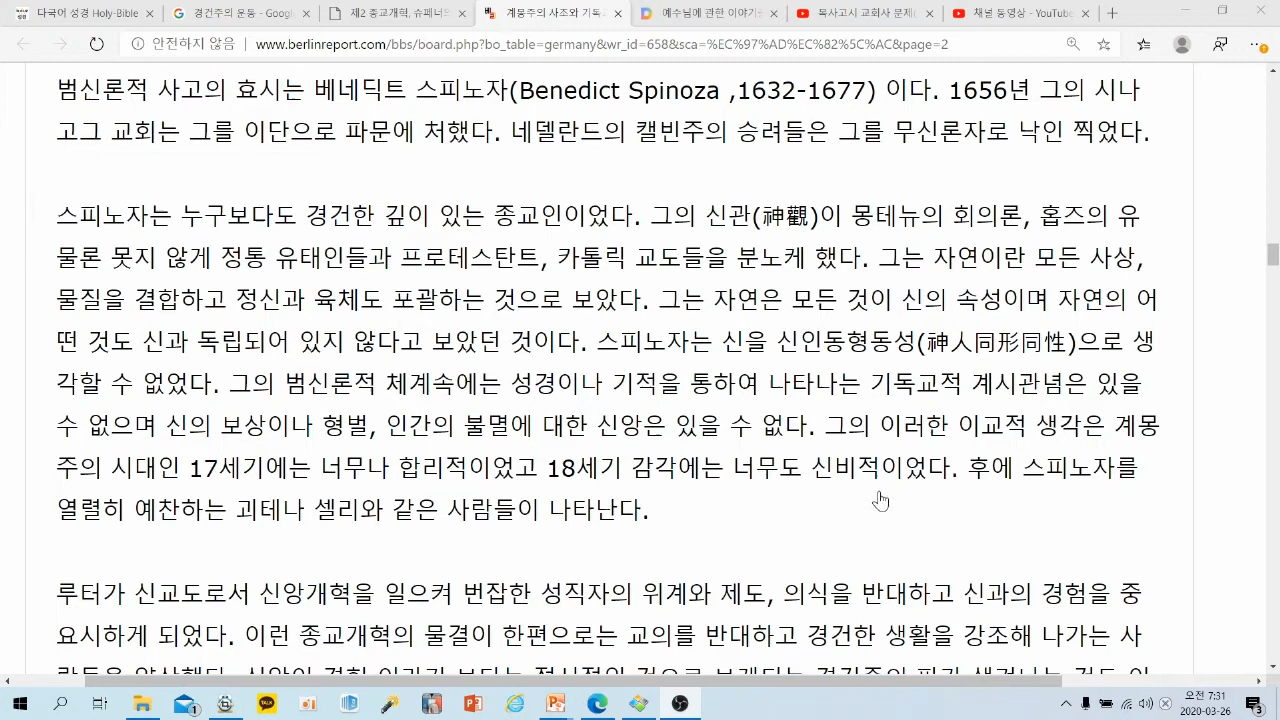 다국어 성경 Holy-Bible
경건주의 운동 - Googl
제2 종교개혁, 슈퍼너
계몽주의 사조와 기독
예수님에 관한 이야기
목사고시 교회사 문제
채널 동영상 - YouTub
안전하지 않음
www.berlinreport.com/bbs/board.php?bo_table=germany&wr_id=658&sca=%EC%97%AD%EC%82%5C%AC&page=2
범신론적 사고의 효시는 베네딕트 스피노자(Benedict Spinoza ,1632-1677) 이다. 1656년 그의 시나
고그 교회는 그를 이단으로 파문에 처했다. 네델란드의 캘빈주의 승려들은 그를 무신론자로 낙인 찍었다.
스피노자는 누구보다도 경건한 깊이 있는 종교인이었다. 그의 신관(神觀)이 몽테뉴의 회의론, 홉즈의 유
물론 못지 않게 정통 유태인들과 프로테스탄트, 카톨릭 교도들을 분노케 했다. 그는 자연이란 모든 사상,
물질을 결합하고 정신과 육체도 포괄하는 것으로 보았다. 그는 자연은 모든 것이 신의 속성이며 자연의 어
떤 것도 신과 독립되어 있지 않다고 보았던 것이다. 스피노자는 신을 신인동형동성(神人同形同性)으로 생
각할 수 없었다. 그의 범신론적 체계속에는 성경이나 기적을 통하여 나타나는 기독교적 계시관념은 있을
수 없으며 신의 보상이나 형벌, 인간의 불멸에 대한 신앙은 있을 수 없다. 그의 이러한 이교적 생각은 계몽
주의 시대인 17세기에는 너무나 합리적이었고 18세기 감각에는 너무도 신비적이었다. 후에 스피노자를
열렬히 예찬하는 괴테나 셀리와 같은 사람들이 나타난다.
루터가 신교도로서 신앙개혁을 일으켜 번잡한 성직자의 위계와 제도, 의식을 반대하고 신과의 경험을 중
요시하게 되었다. 이런 종교개혁의 물결이 한편으로는 교의를 반대하고 경건한 생활을 강조해 나가는 사
오전 7:31
2020-03-26